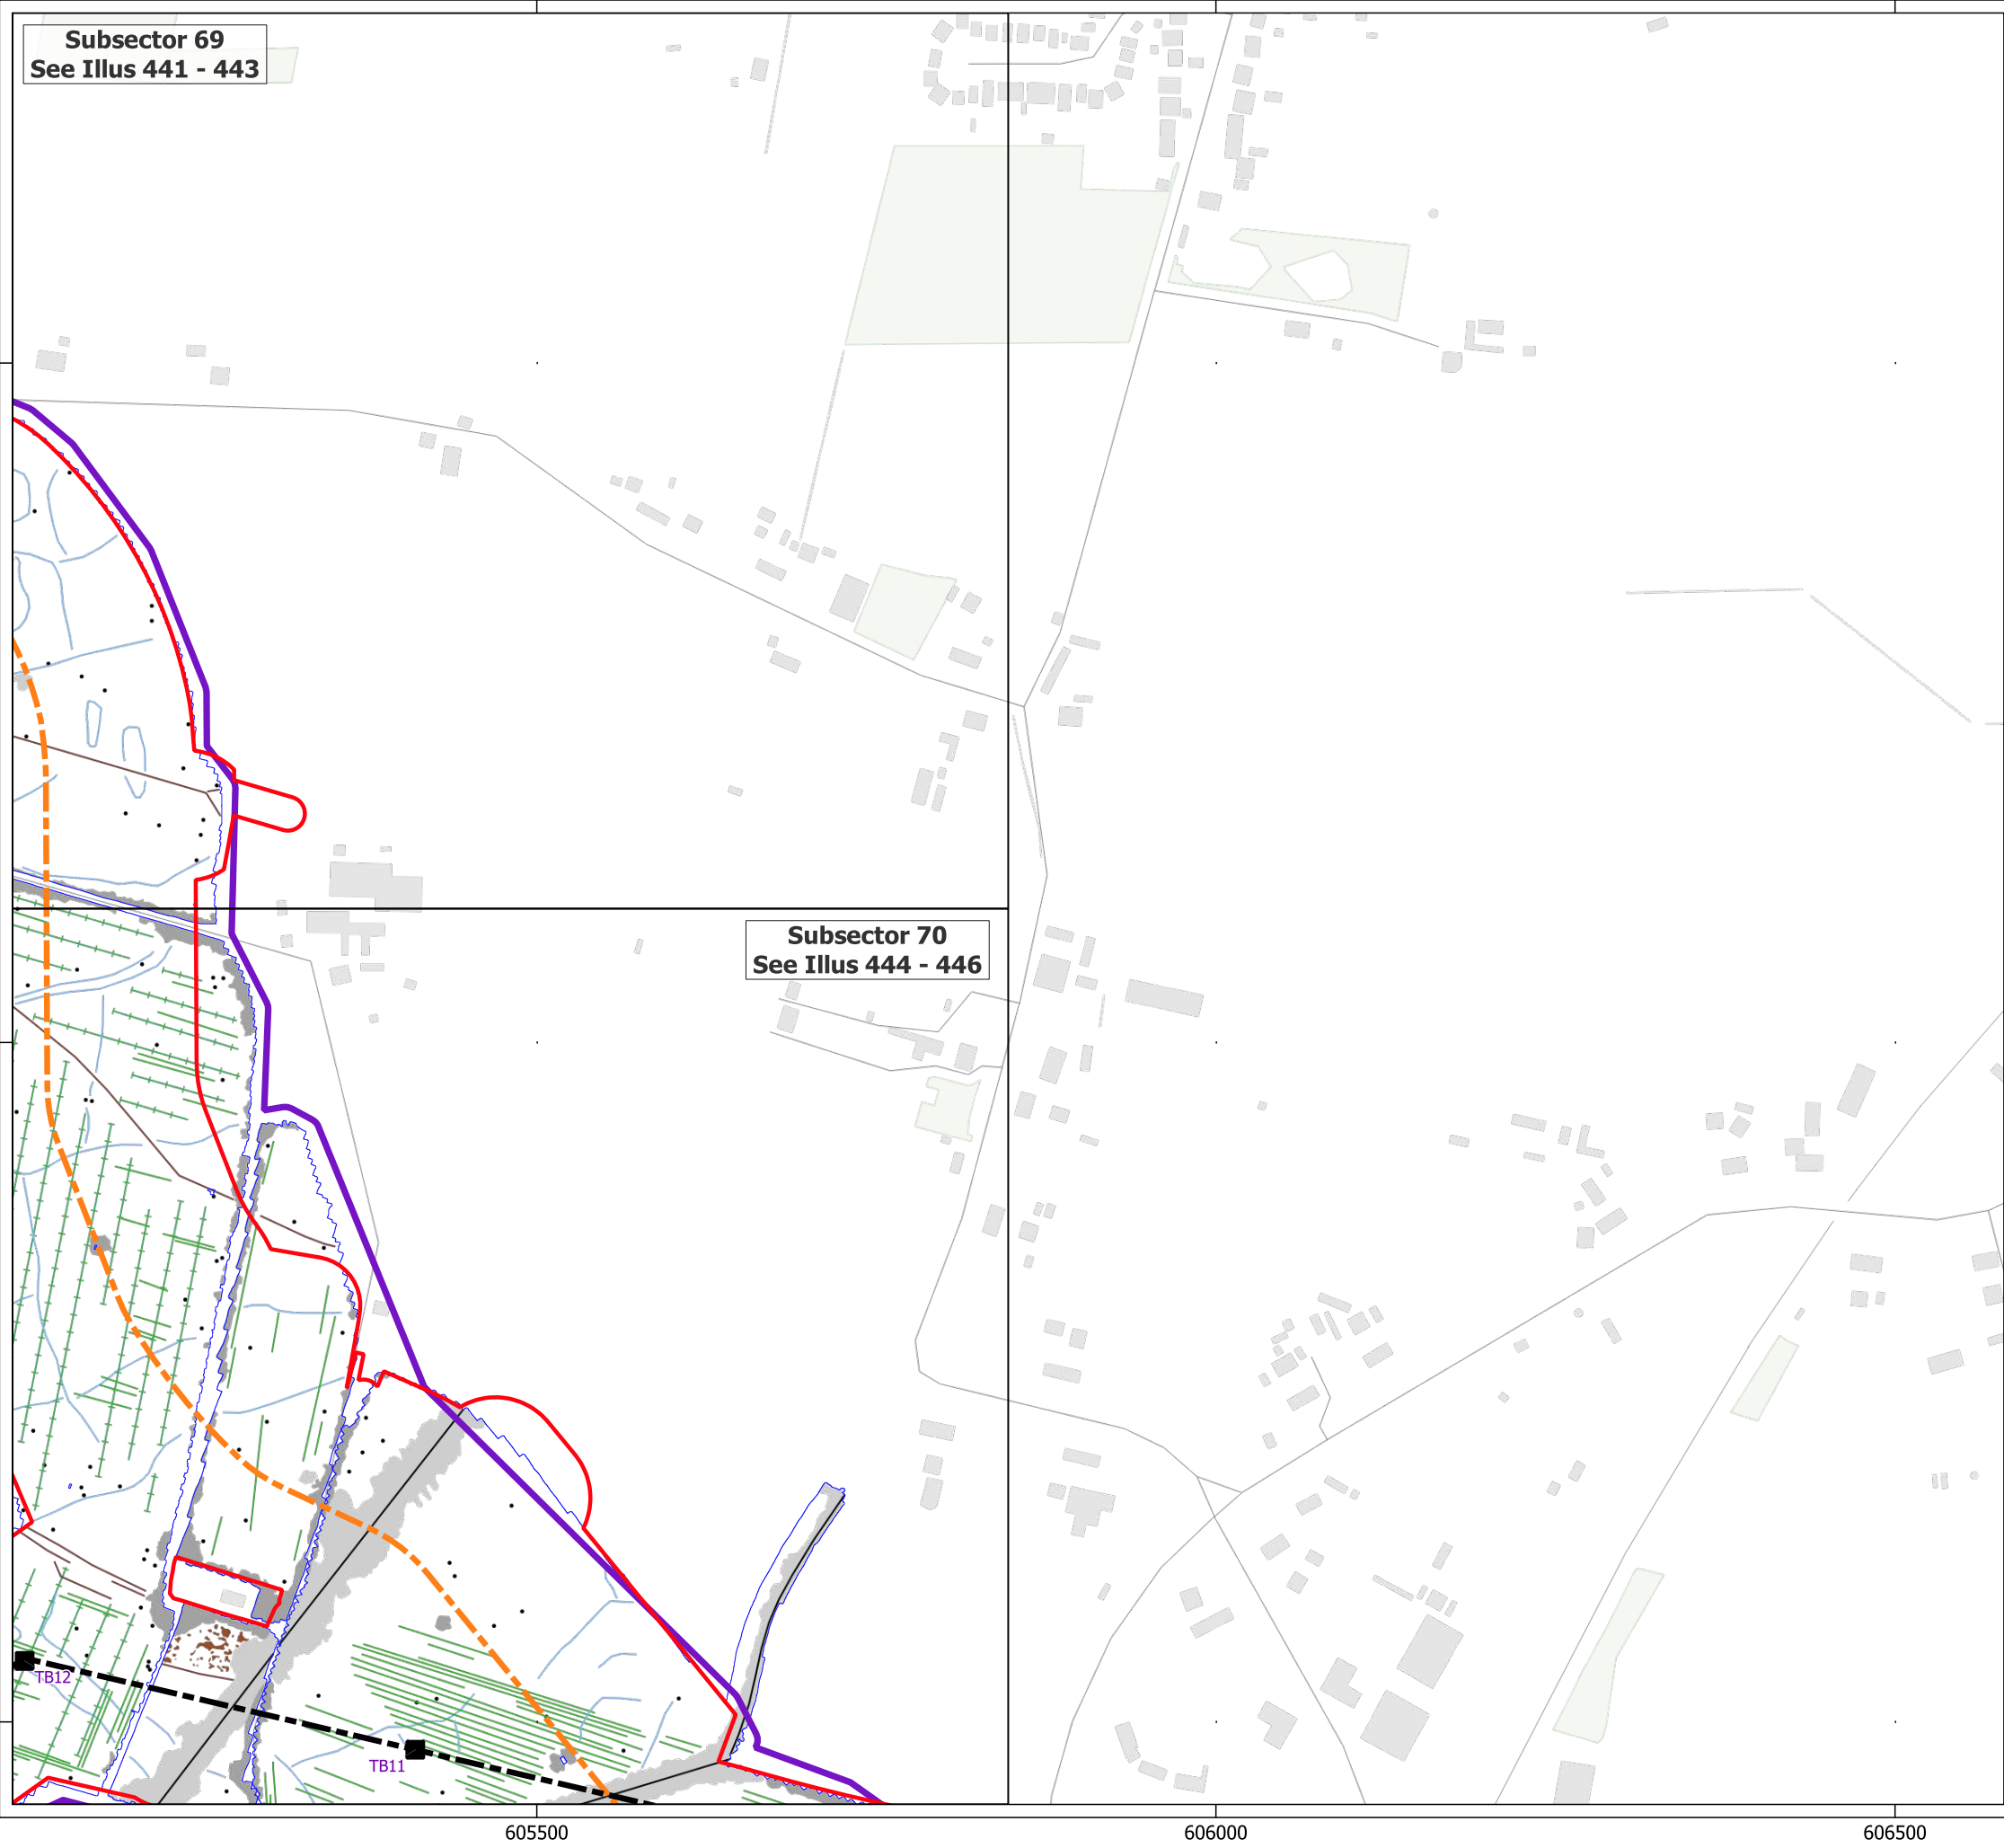 Subsector 69
See Illus 441 - 443
Subsector 70
See Illus 444 - 446
TB12
TB11
605500
606000
606500